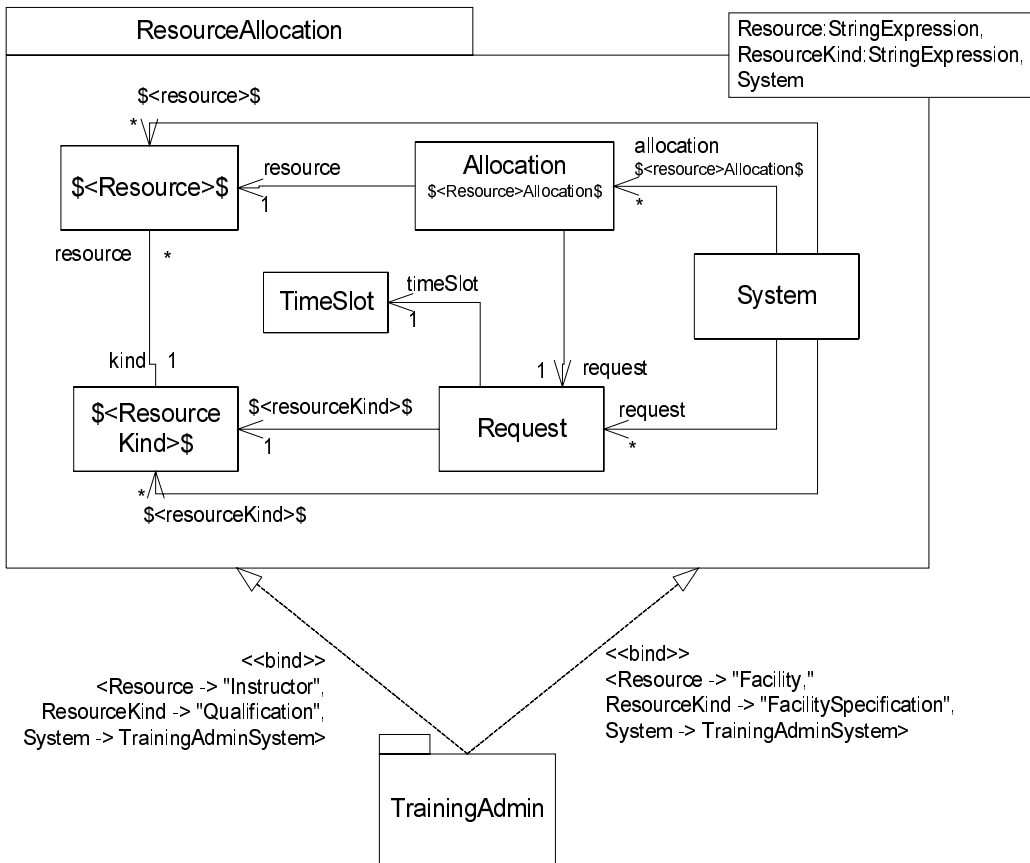 ResourceAllocation
Resource:StringExpression,
ResourceKind:StringExpression,
System
$<resource>$
*
$<Resource>$
resource
1
Allocation
$<Resource>Allocation$
allocation
$<resource>Allocation$
*
resource
*
TimeSlot
timeSlot
1
System
kind
1
1
request
$<Resource
Kind>$
$<resourceKind>$
1
Request
request
*
*
$<resourceKind>$
<<bind>>
<Resource -> "Instructor",
ResourceKind -> "Qualification",
System -> TrainingAdminSystem>
<<bind>>
<Resource -> "Facility,"
ResourceKind -> "FacilitySpecification",
System -> TrainingAdminSystem>
TrainingAdmin